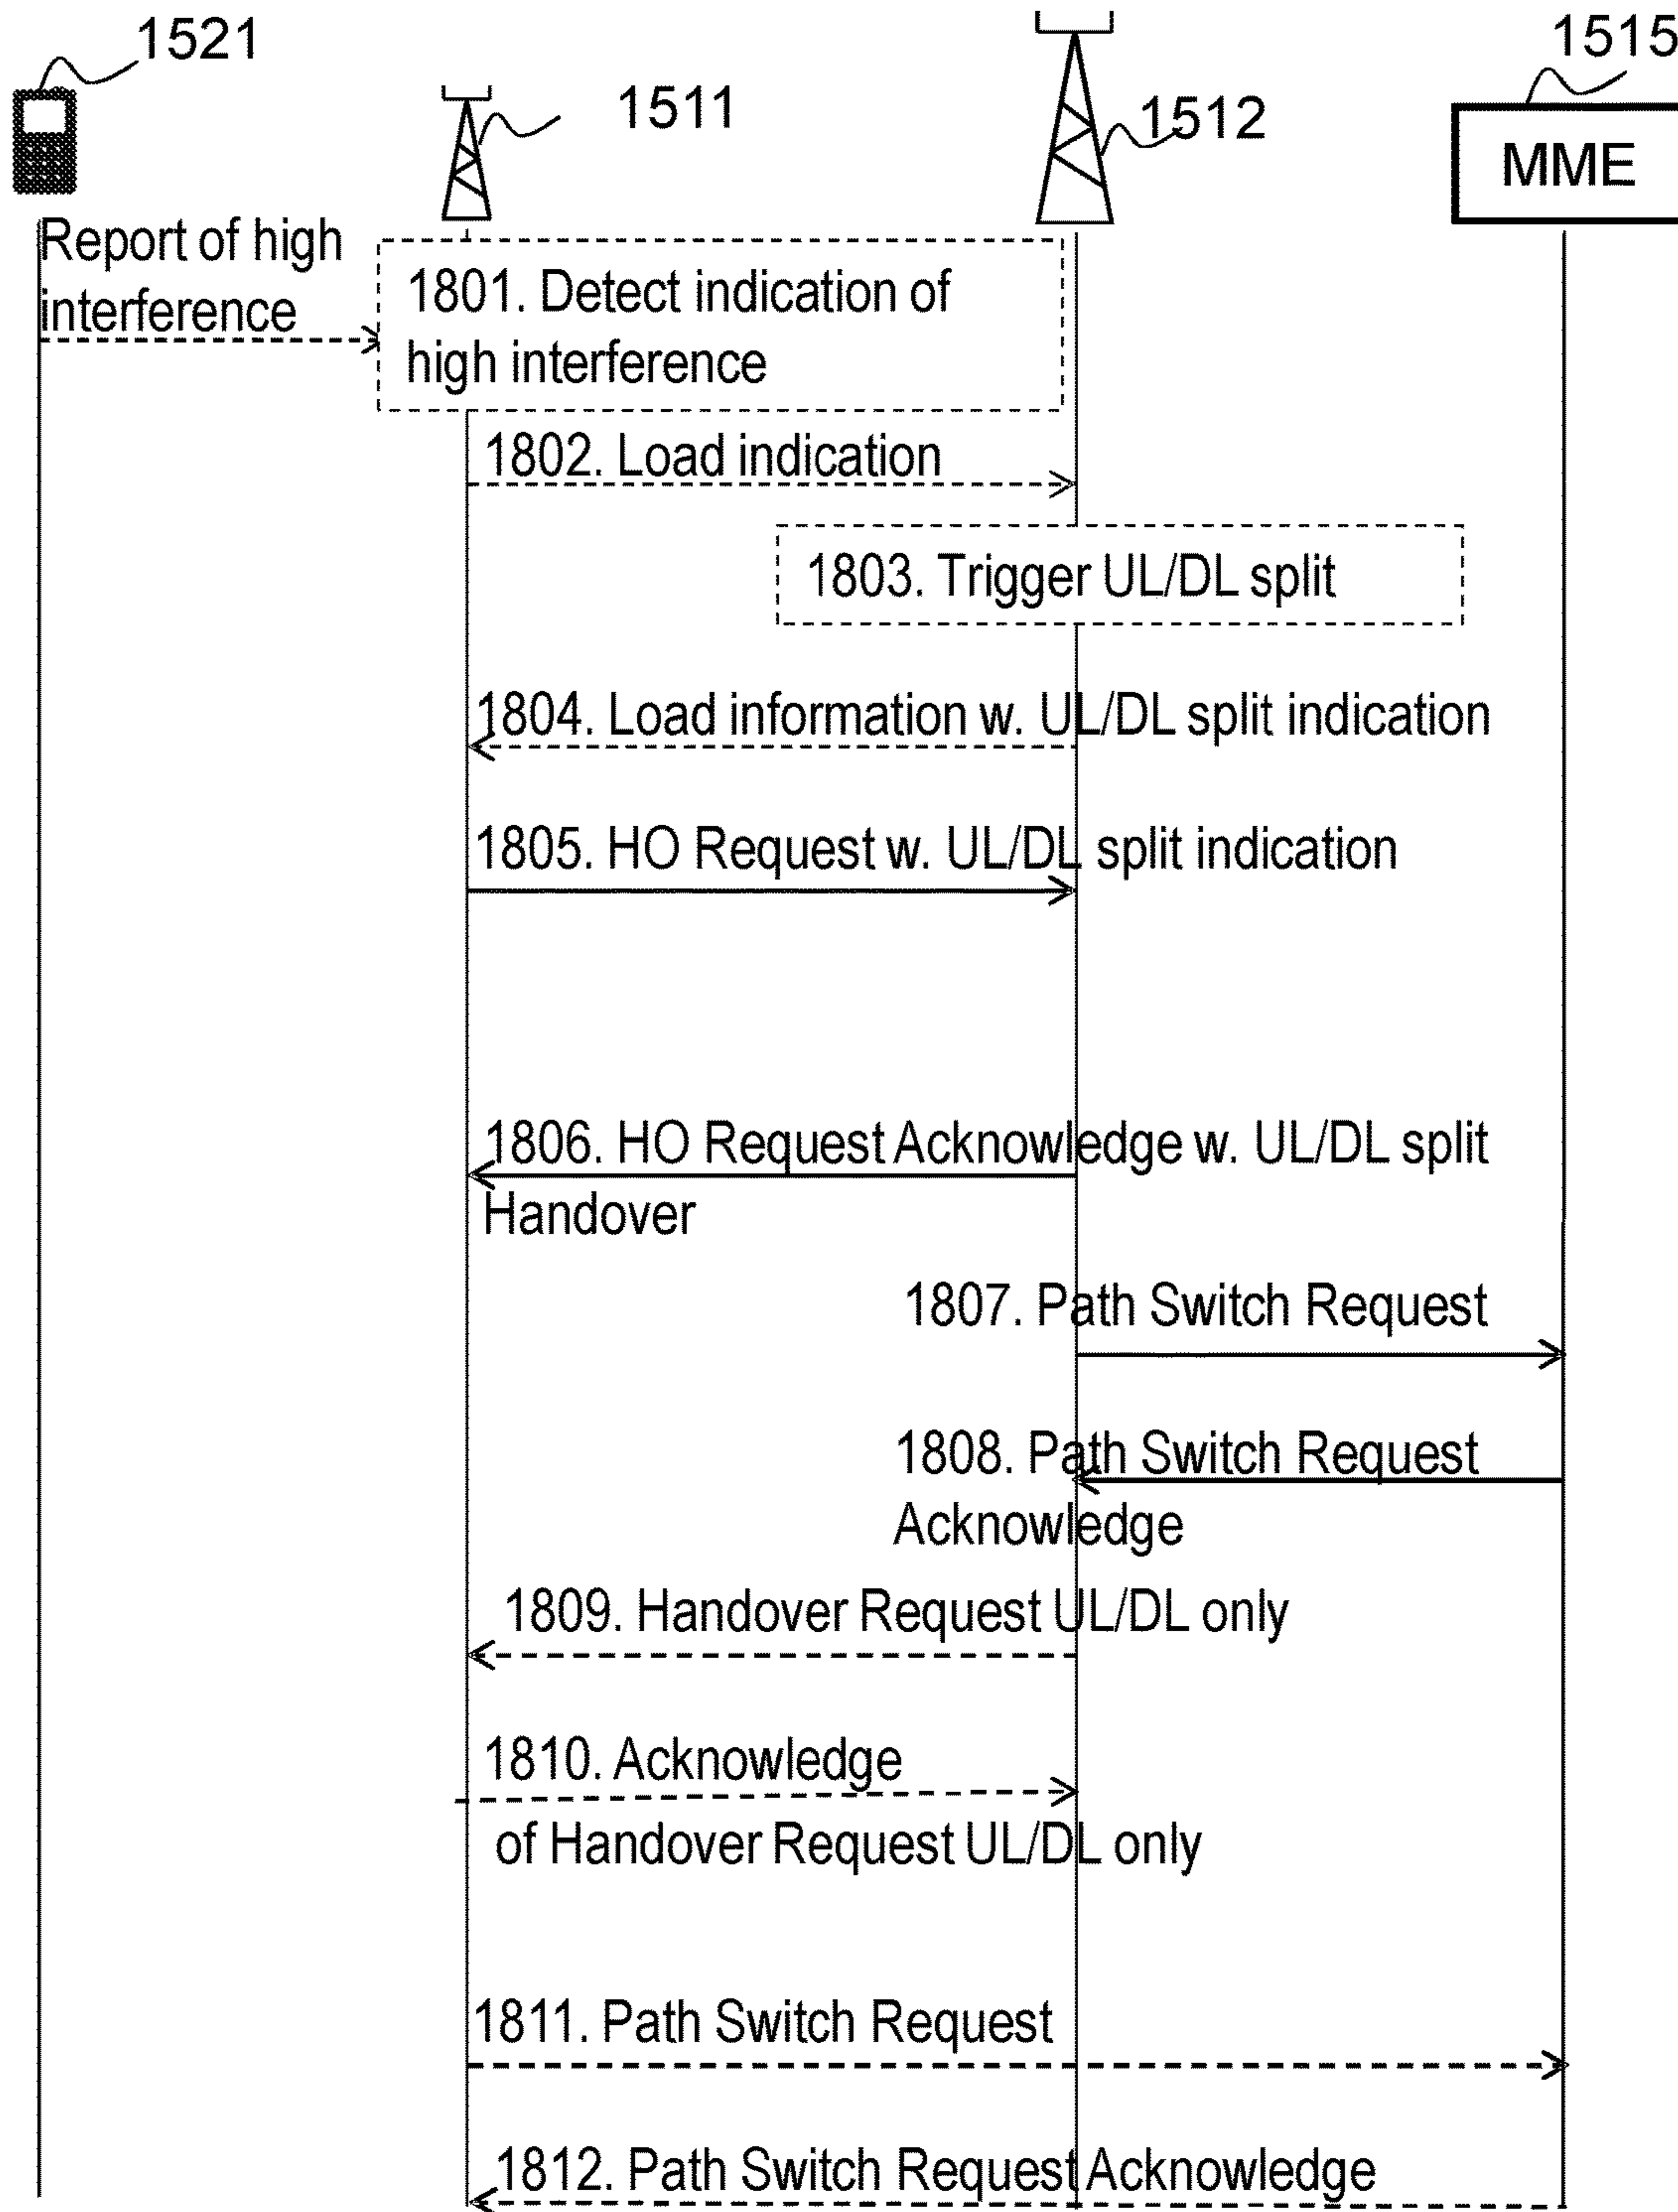 1521
1511
1512
1515
MME
Report of high
interference
1801. Detect indication of
high interference
1802. Load indication
1803. Trigger UL/DL split
1804. Load information w. UL/DL split indication
1805. HO Request w. UL/DL split indication
1806. HO Request Acknowledge w. UL/DL split
Handover
1807. Path Switch Request
1808. Path Switch Request
Acknowledge
1809. Handover Request UL/DL only
1810. Acknowledge
of Handover Request UL/DL only
1811. Path Switch Request
1812. Path Switch Request Acknowledge